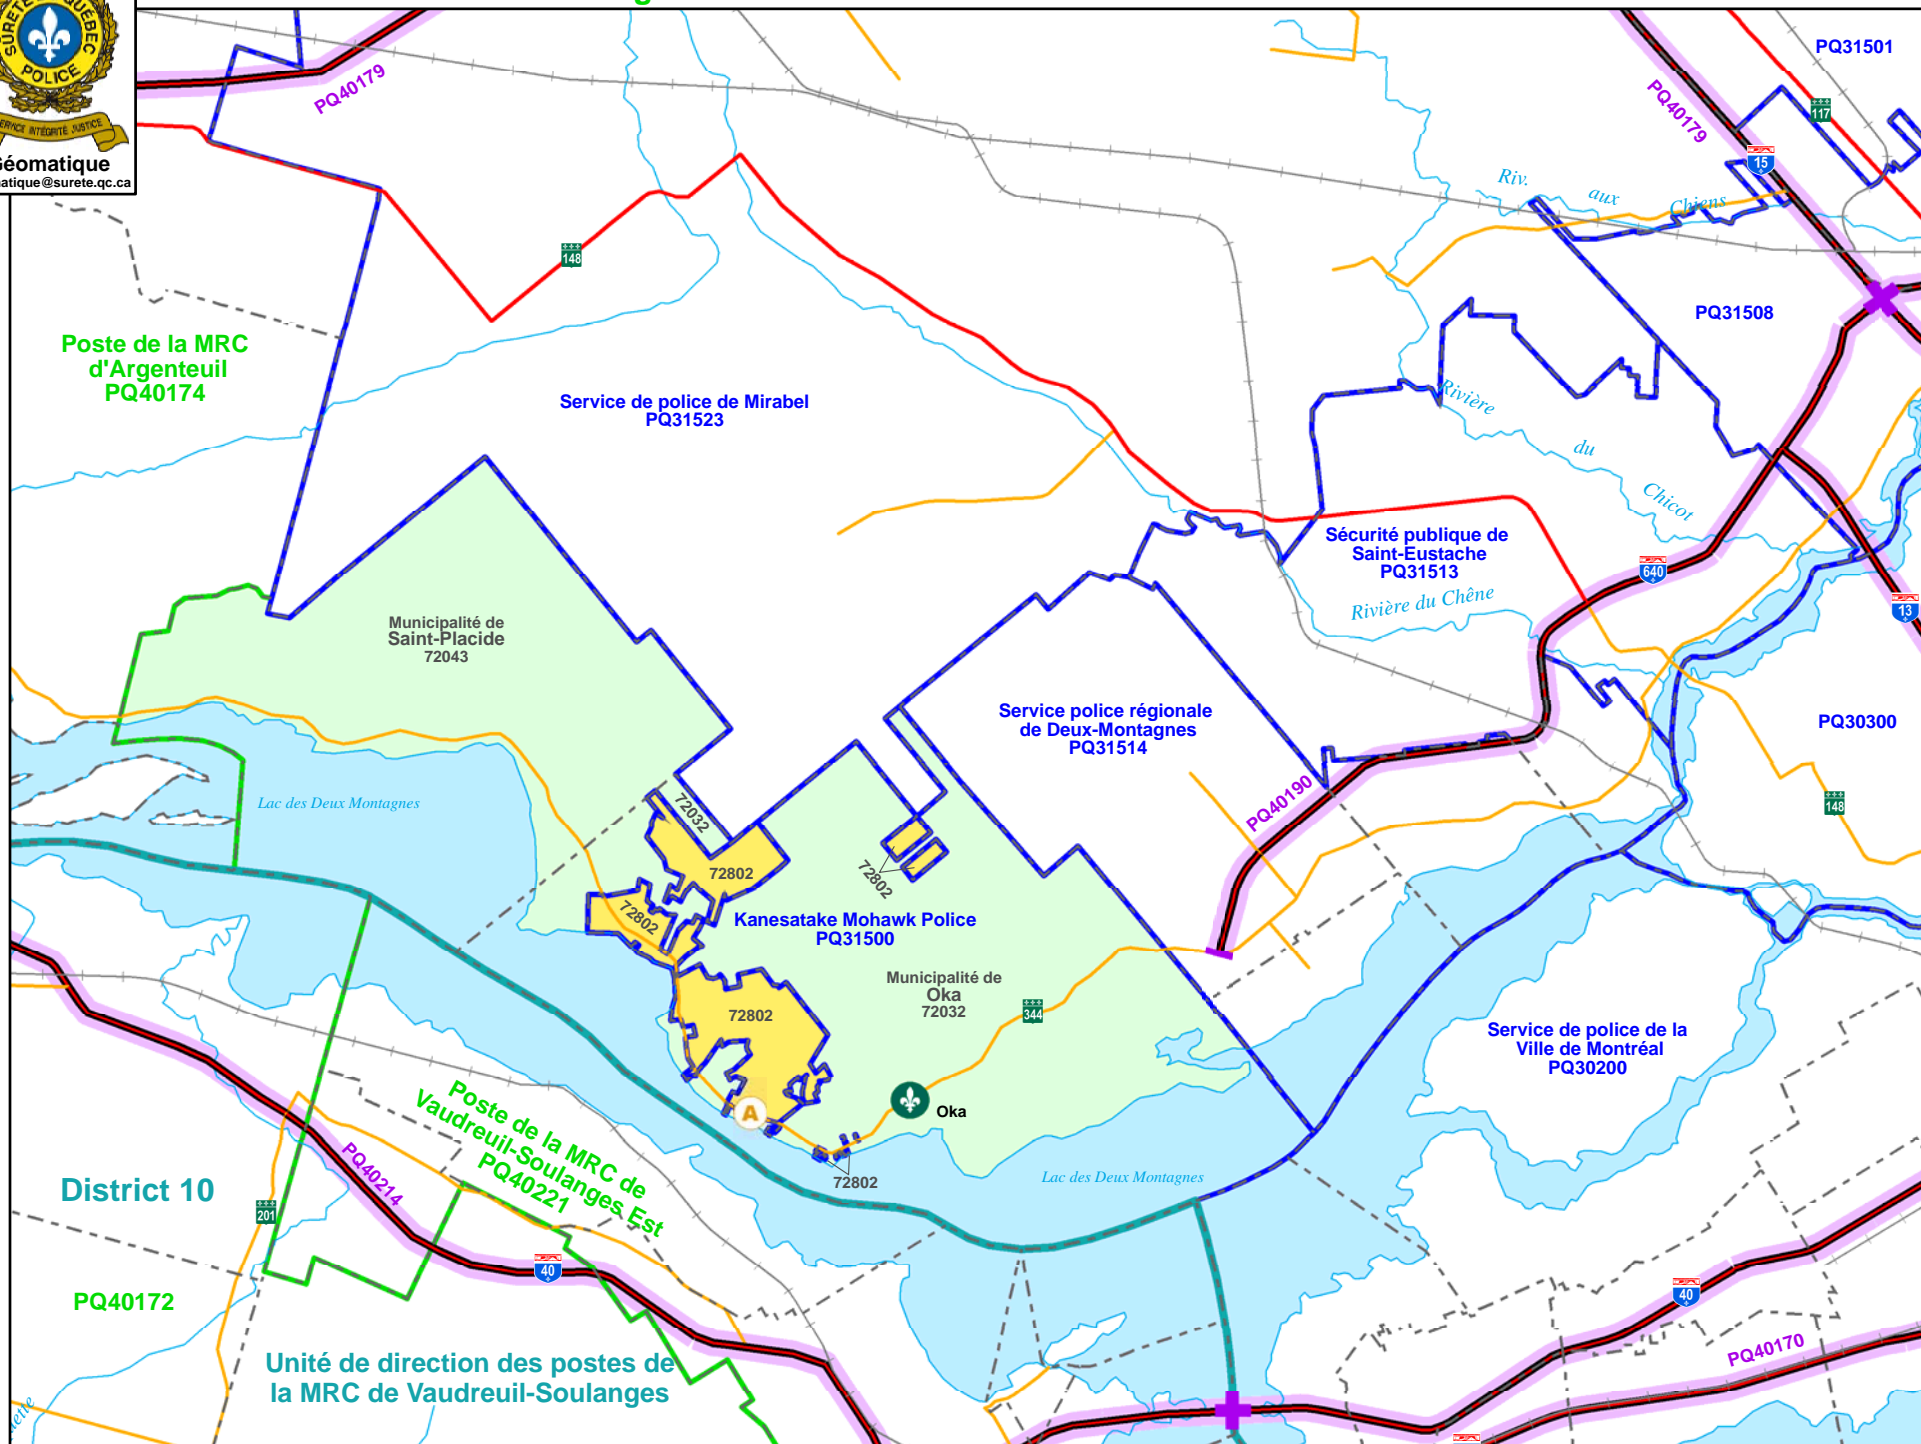 SÛRETÉ DU QUÉBEC
POLICE
SERVICE INTÉGRITÉ JUSTICE
Géomatique
matique@surete.qc.ca
PQ40179
PQ40179
PQ31501
117
15
Riv. aux Chiens
148
PQ31508
Poste de la MRC
d'Argenteuil
PQ40174
Service de police de Mirabel
PQ31523
Rivière du Chicot
Sécurité publique de
Saint-Eustache
PQ31513
640
13
Rivière du Chêne
Municipalité de
Saint-Placide
72043
Service police régionale
de Deux-Montagnes
PQ31514
PQ30300
Lac des Deux Montagnes
PQ40190
148
72032
72802
72802
72802
Kanesatake Mohawk Police
PQ31500
Municipalité de
Oka
72032
344
72802
Service de police de la
Ville de Montréal
PQ30200
A
Oka
Poste de la MRC de
Vaudreuil-Soulanges Est
PQ40221
PQ40214
72802
Lac des Deux Montagnes
District 10
201
40
40
PQ40172
PQ40170
Unité de direction des postes de
la MRC de Vaudreuil-Soulanges